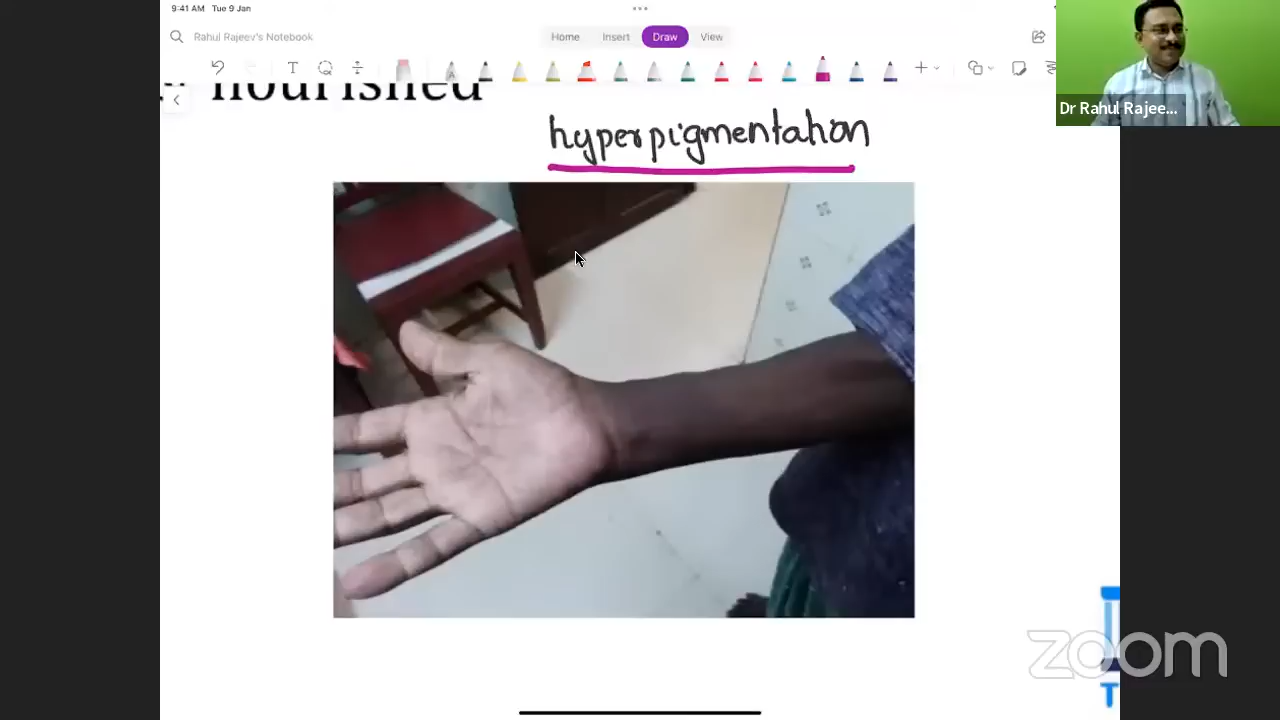 9:41 AM Tue 9 Jan
Rahul Rajeev's Notebook
Home Insert Draw View
nourished
hyperpigmentation
Dr Rahul Rajee...
zoom
T